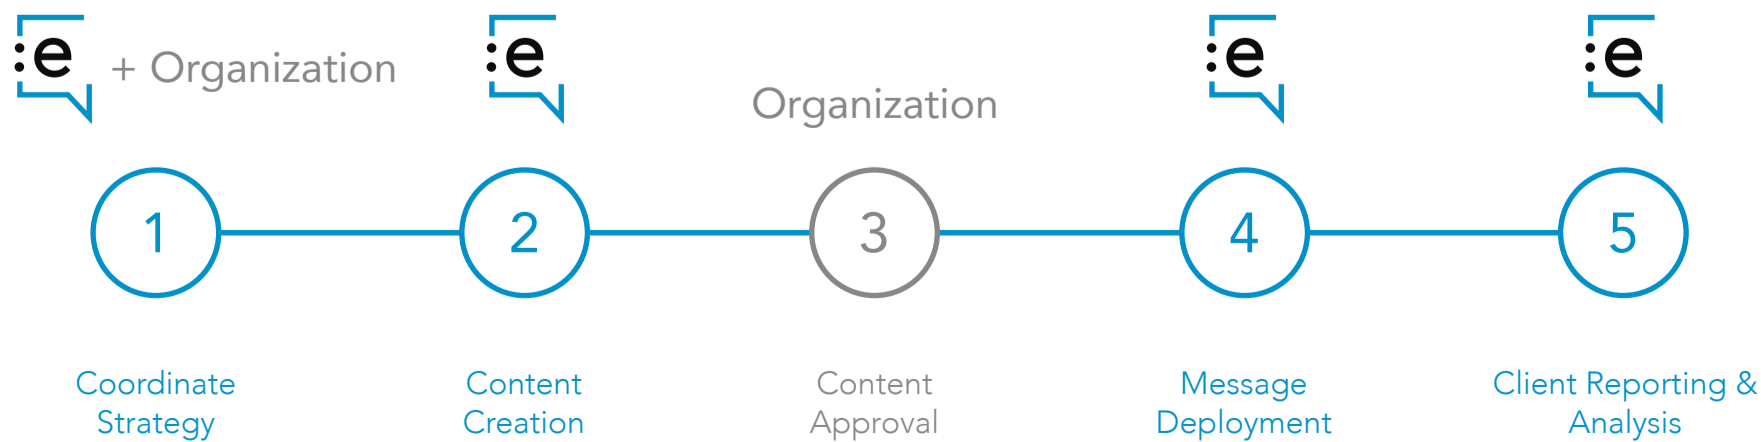 :e + Organization
:e
Organization
:e
:e
1
2
3
4
5
Coordinate
Strategy
Content
Creation
Content
Approval
Message
Deployment
Client Reporting &
Analysis